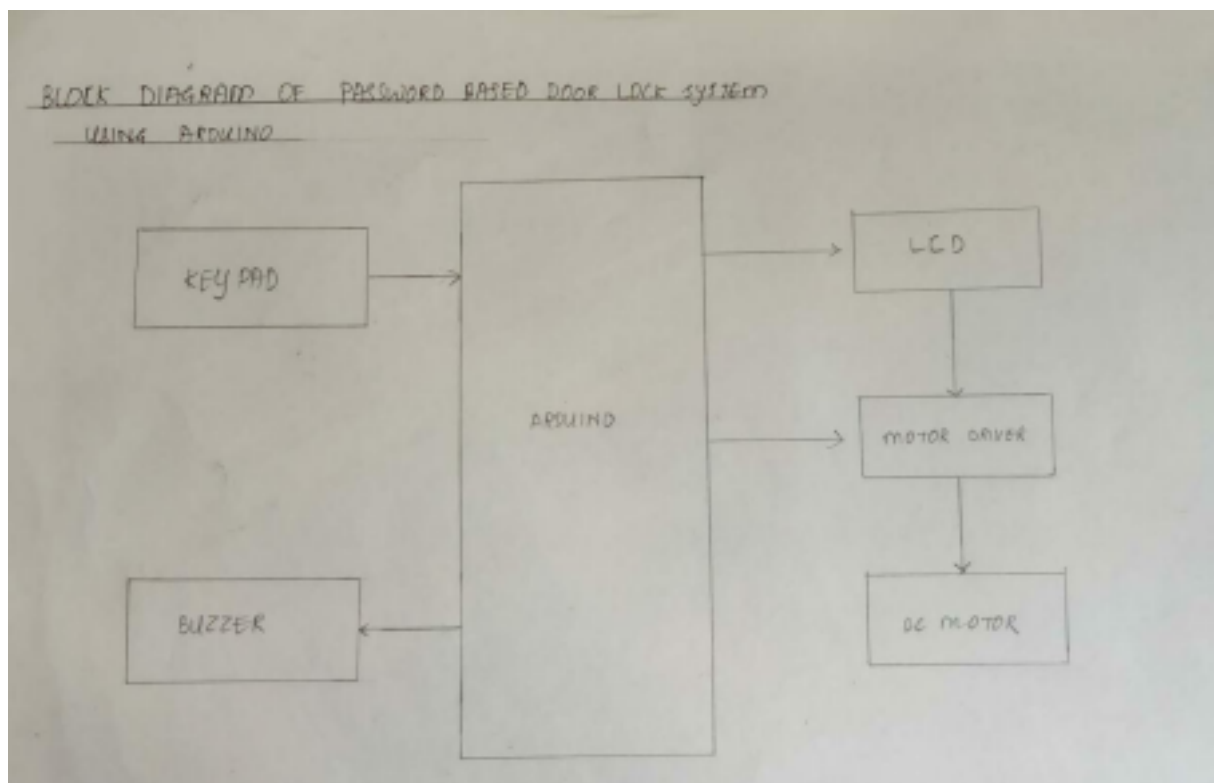 BLOCK DIAGRAM OF PASSWORD BASED DOOR LOCK SYSTEM
USING ARDUINO
KEY PAD
LCD
ARDUINO
MOTOR DRIVER
BUZZER
DC MOTOR